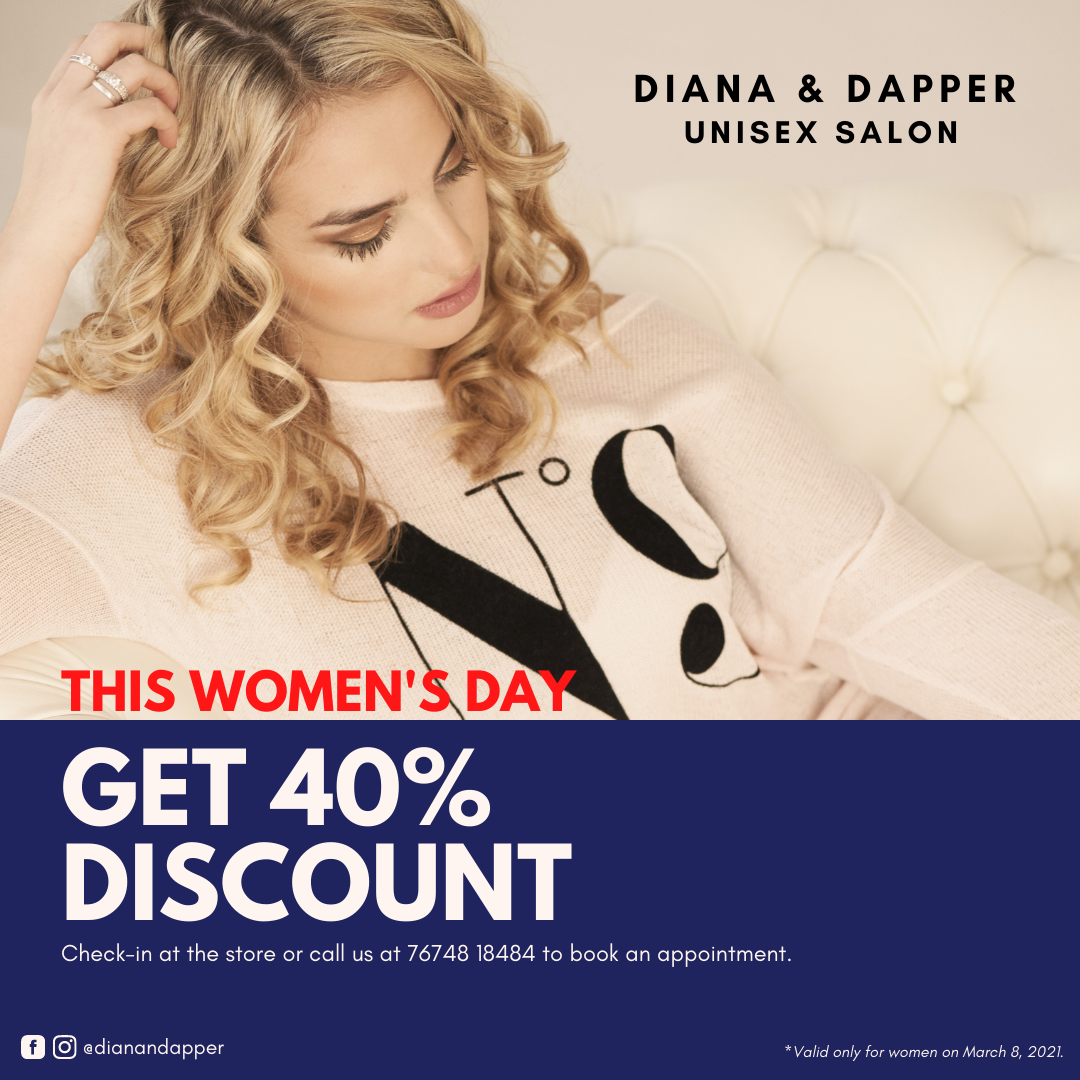 DIANA & DAPPER
UNISEX SALON
N° 9
THIS WOMEN'S DAY
GET 40%
DISCOUNT
Check-in at the store or call us at 76748 18484 to book an appointment.
@dianandapper
*Valid only for women on March 8, 2021.